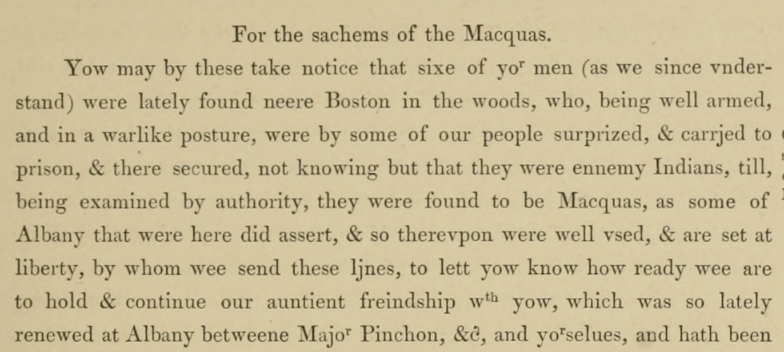 For the sachems of the Macquas.
Yow may by these take notice that sixe of yoʳ men (as we since vnder-
stand) were lately found neere Boston in the woods, who, being well armed,
and in a warlike posture, were by some of our people surprized, & carrjed to
prison, & there secured, not knowing but that they were ennemy Indians, till,
being examined by authority, they were found to be Macquas, as some of
Albany that were here did assert, & so therevpon were well vsed, & are set at
liberty, by whom wee send these ljnes, to lett yow know how ready wee are
to hold & continue our auntient freindship wᵗʰ yow, which was so lately
renewed at Albany betweene Majoʳ Pinchon, &c̃, and yoʳselues, and hath been